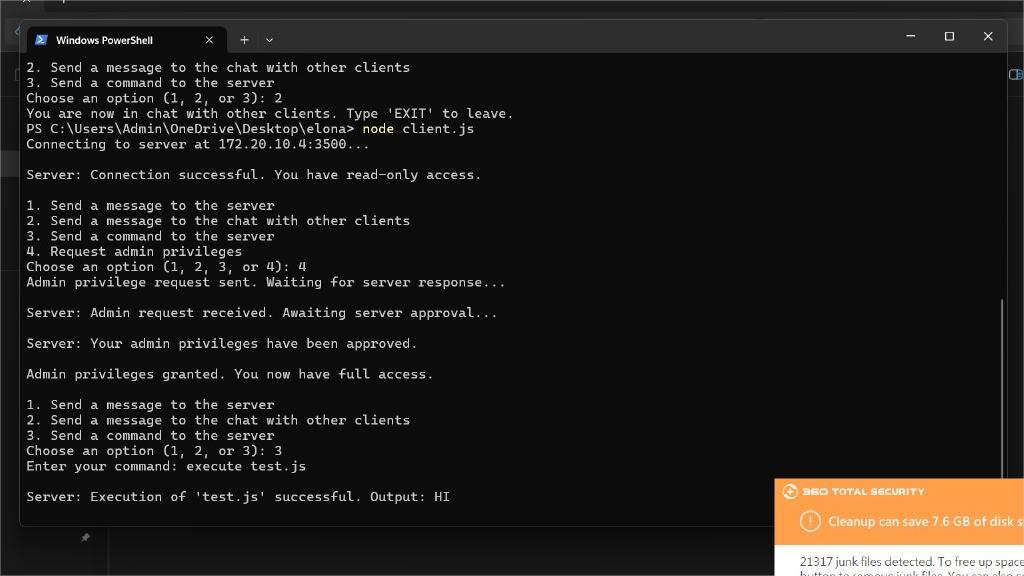 Windows PowerShell
2. Send a message to the chat with other clients
3. Send a command to the server
Choose an option (1, 2, or 3): 2
You are now in chat with other clients. Type 'EXIT' to leave.
PS C:\Users\Admin\OneDrive\Desktop\elona> node client.js
Connecting to server at 172.20.10.4:3500...
Server: Connection successful. You have read-only access.
1. Send a message to the server
2. Send a message to the chat with other clients
3. Send a command to the server
4. Request admin privileges
Choose an option (1, 2, 3, or 4): 4
Admin privilege request sent. Waiting for server response...
Server: Admin request received. Awaiting server approval...
Server: Your admin privileges have been approved.
Admin privileges granted. You now have full access.
1. Send a message to the server
2. Send a message to the chat with other clients
3. Send a command to the server
Choose an option (1, 2, or 3): 3
Enter your command: execute test.js
Server: Execution of 'test.js' successful. Output: HI
360 TOTAL SECURITY
Cleanup can save 7.6 GB of disk s
21317 junk files detected. To free up space
button to remove junk files. You can also